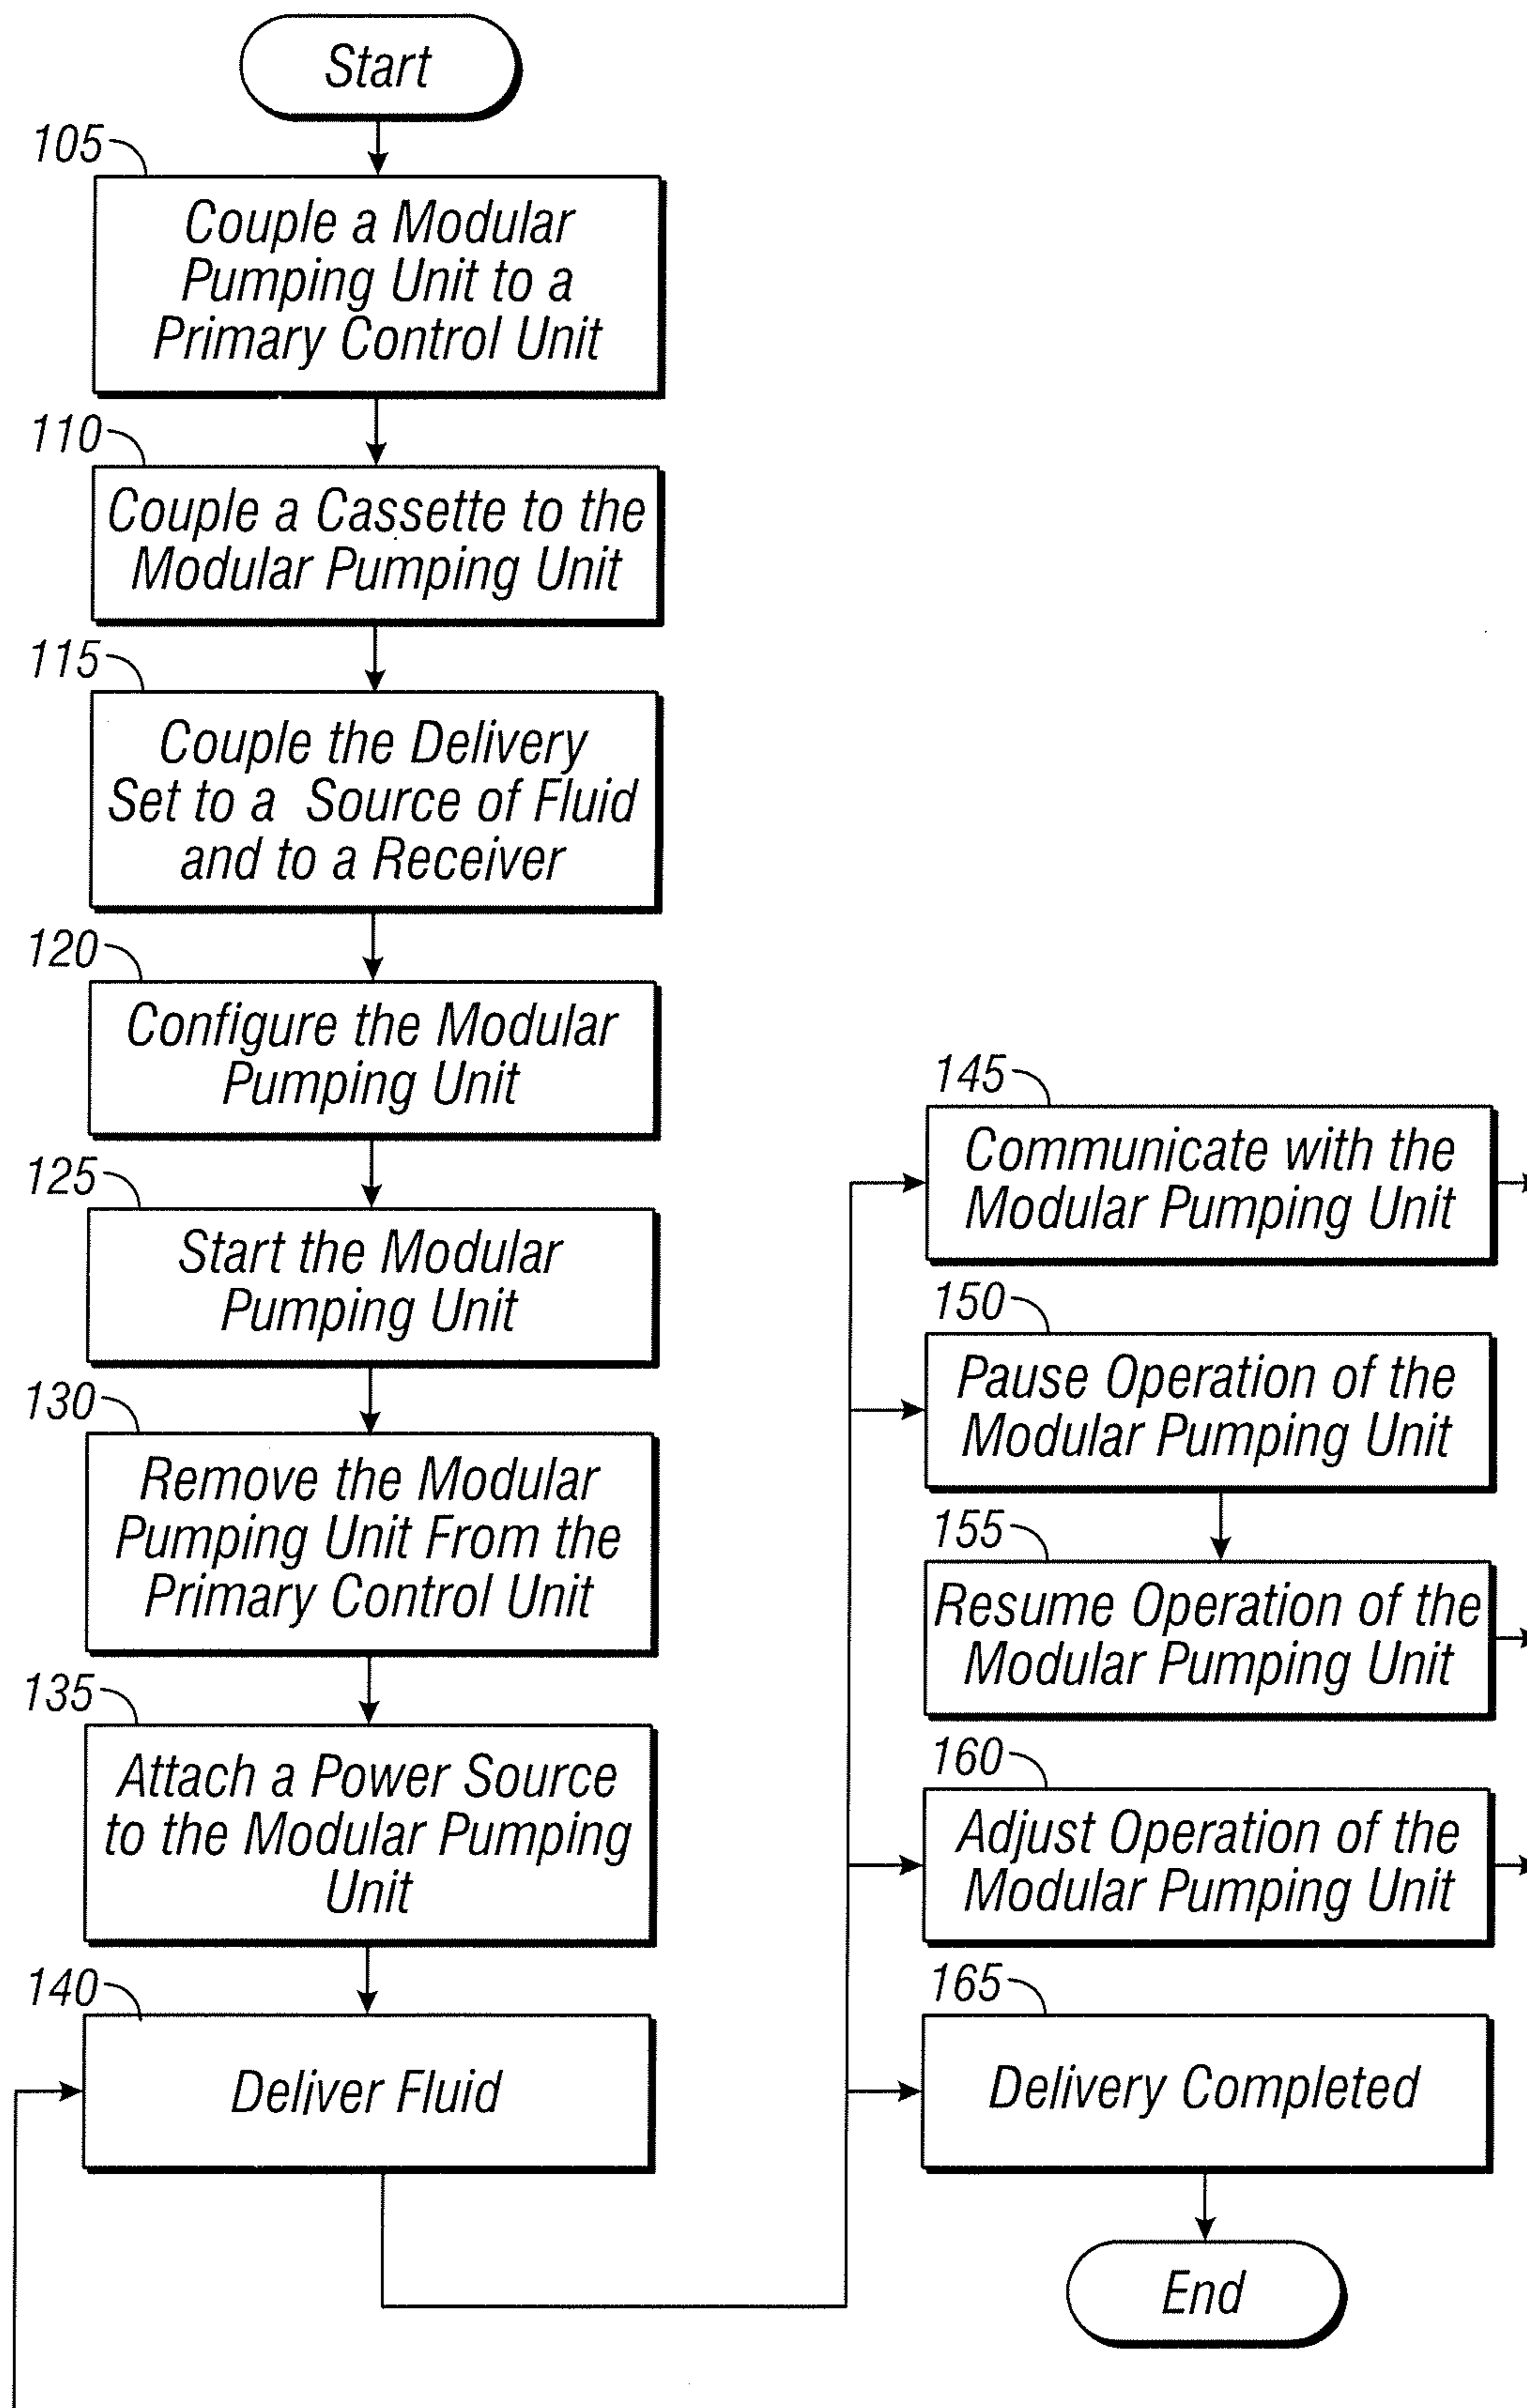 Start
105
Couple a Modular
Pumping Unit to a
Primary Control Unit
110
Couple a Cassette to the
Modular Pumping Unit
115
Couple the Delivery
Set to a Source of Fluid
and to a Receiver
120
Configure the Modular
Pumping Unit
125
Start the Modular
Pumping Unit
130
Remove the Modular
Pumping Unit From the
Primary Control Unit
135
Attach a Power Source
to the Modular Pumping
Unit
140
Deliver Fluid
145
Communicate with the
Modular Pumping Unit
150
Pause Operation of the
Modular Pumping Unit
155
Resume Operation of the
Modular Pumping Unit
160
Adjust Operation of the
Modular Pumping Unit
165
Delivery Completed
End